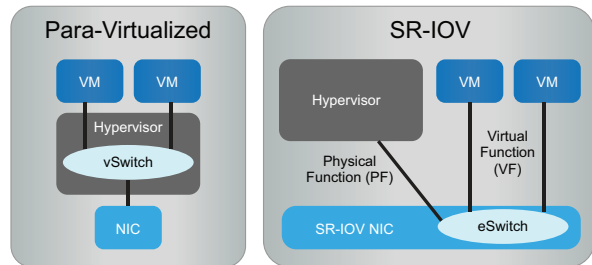 Para-Virtualized
VM
VM
Hypervisor
vSwitch
NIC
SR-IOV
Hypervisor
VM
VM
Physical
Function (PF)
Virtual
Function
(VF)
SR-IOV NIC
eSwitch